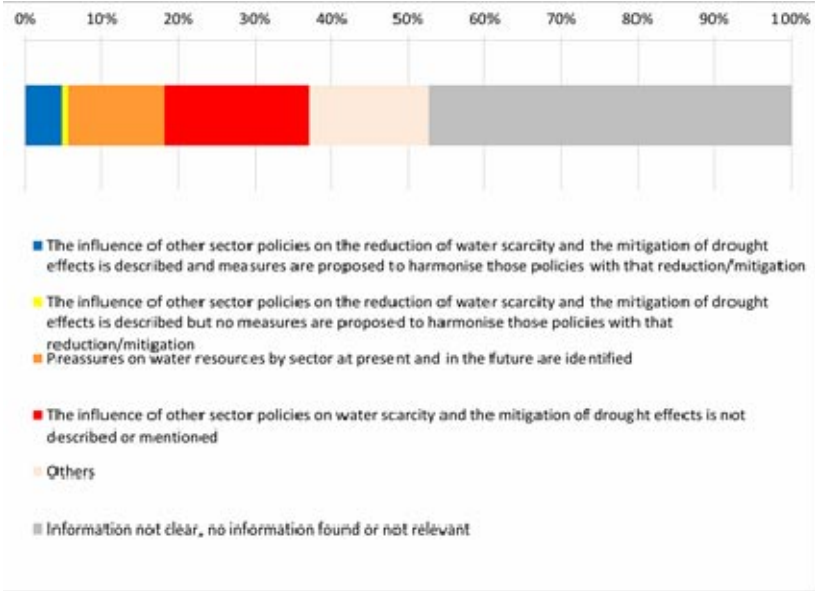 0% 10% 20% 30% 40% 50% 60% 70% 80% 90% 100%
The influence of other sector policies on the reduction of water scarcity and the mitigation of drought
effects is described and measures are proposed to harmonise those policies with that reduction/mitigation
The influence of other sector policies on the reduction of water scarcity and the mitigation of drought
effects is described but no measures are proposed to harmonise those policies with that
reduction/mitigation
Preassures on water resources by sector at present and in the future are identified
The influence of other sector policies on water scarcity and the mitigation of drought effects is not
described or mentioned
Others
Information not clear, no information found or not relevant